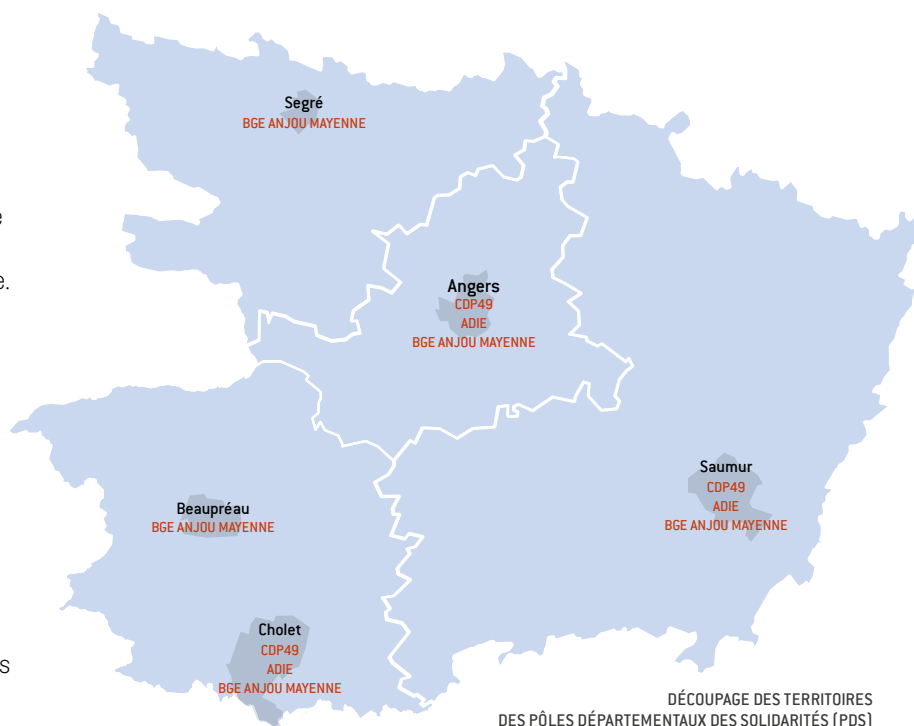 Segré
BGE ANJOU MAYENNE
e
e.
Angers
CDP49
ADIE
BGE ANJOU MAYENNE
Saumur
CDP49
ADIE
BGE ANJOU MAYENNE
Beaupréau
BGE ANJOU MAYENNE
Cholet
CDP49
ADIE
BGE ANJOU MAYENNE
s
DÉCOUPAGE DES TERRITOIRES
DES PÔLES DÉPARTEMENTAUX DES SOLIDARITÉS (PDS)